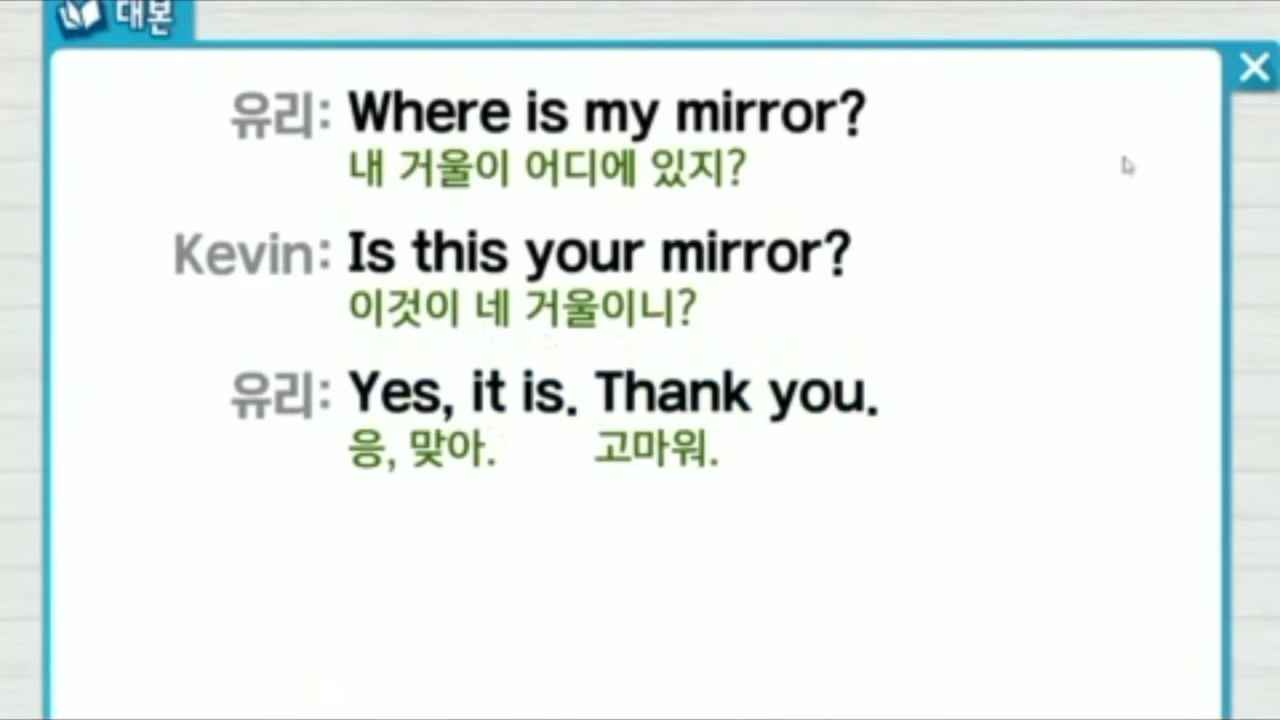 대본
유리: Where is my mirror?
내 거울이 어디에 있지?
Kevin: Is this your mirror?
이것이 네 거울이니?
유리: Yes, it is. Thank you.
응, 맞아. 고마워.